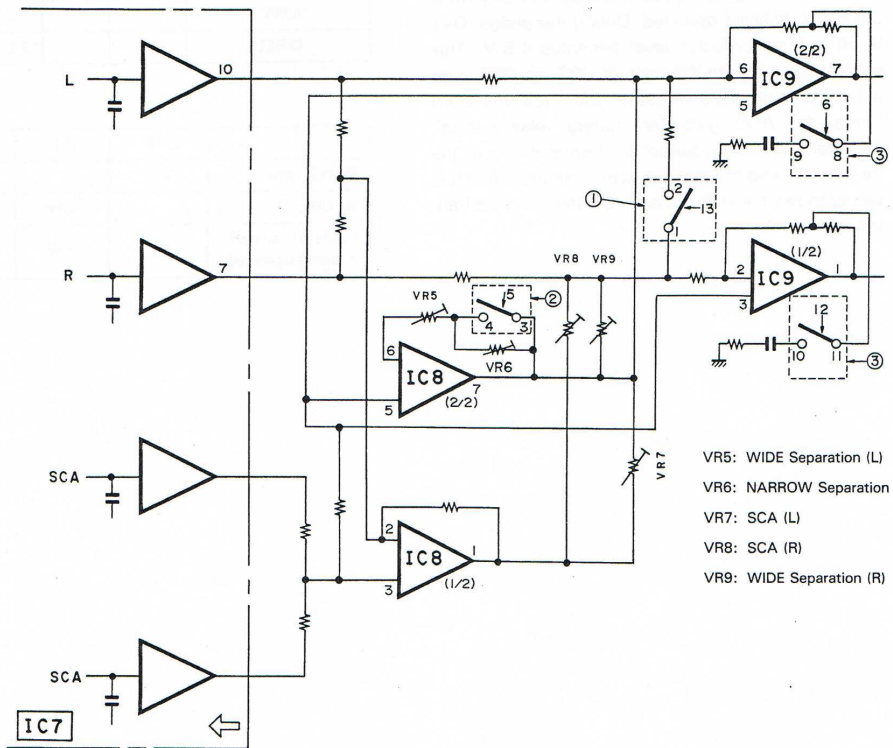 L
10
6
5
IC9
(2/2)
7
6
9
8
③
①
2
13
1
R
7
VR8
VR9
2
3
IC9
(1/2)
1
12
10
11
③
VR5
5
4
3
②
VR6
6
5
IC8
7
(2/2)
VR7
SCA
2
3
IC8
1
(1/2)
SCA
IC7
VR5: WIDE Separation (L)
VR6: NARROW Separation
VR7: SCA (L)
VR8: SCA (R)
VR9: WIDE Separation (R)